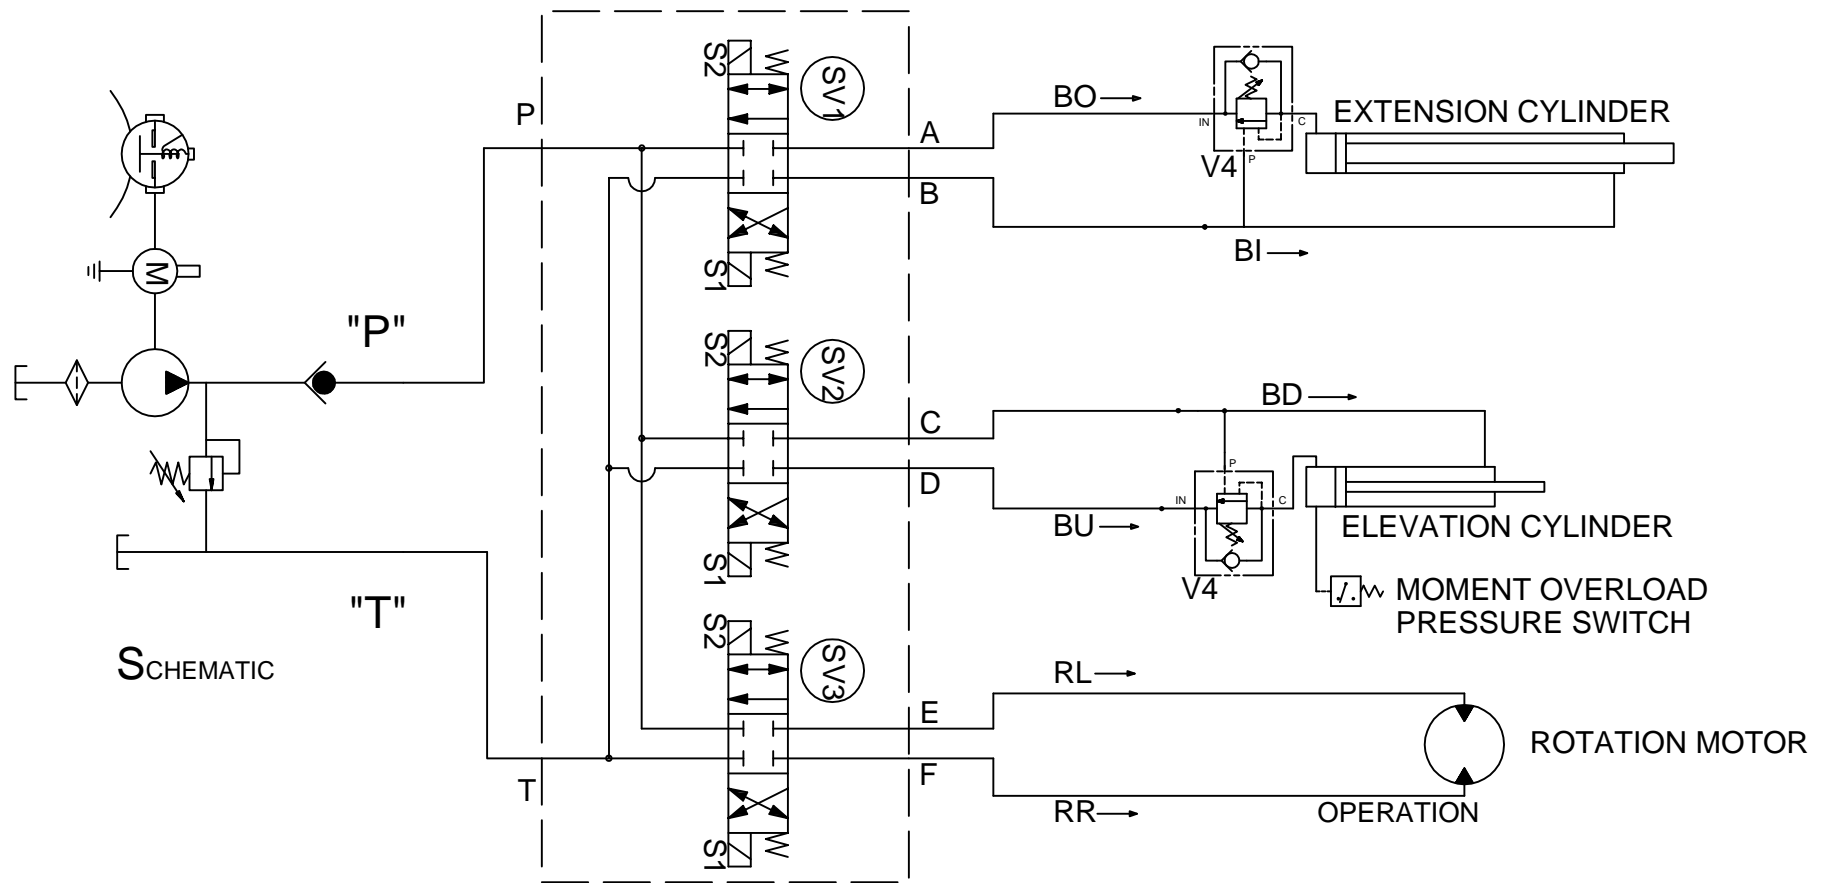 S2
SV1
S1
P
A
B
BO
IN
C
P
V4
EXTENSION CYLINDER
BI
M
"P"
S2
SV2
S1
C
D
BD
P
IN
C
BU
V4
ELEVATION CYLINDER
MOMENT OVERLOAD
PRESSURE SWITCH
"T"
SCHEMATIC
S2
SV3
S1
T
E
F
RL
RR
ROTATION MOTOR
OPERATION